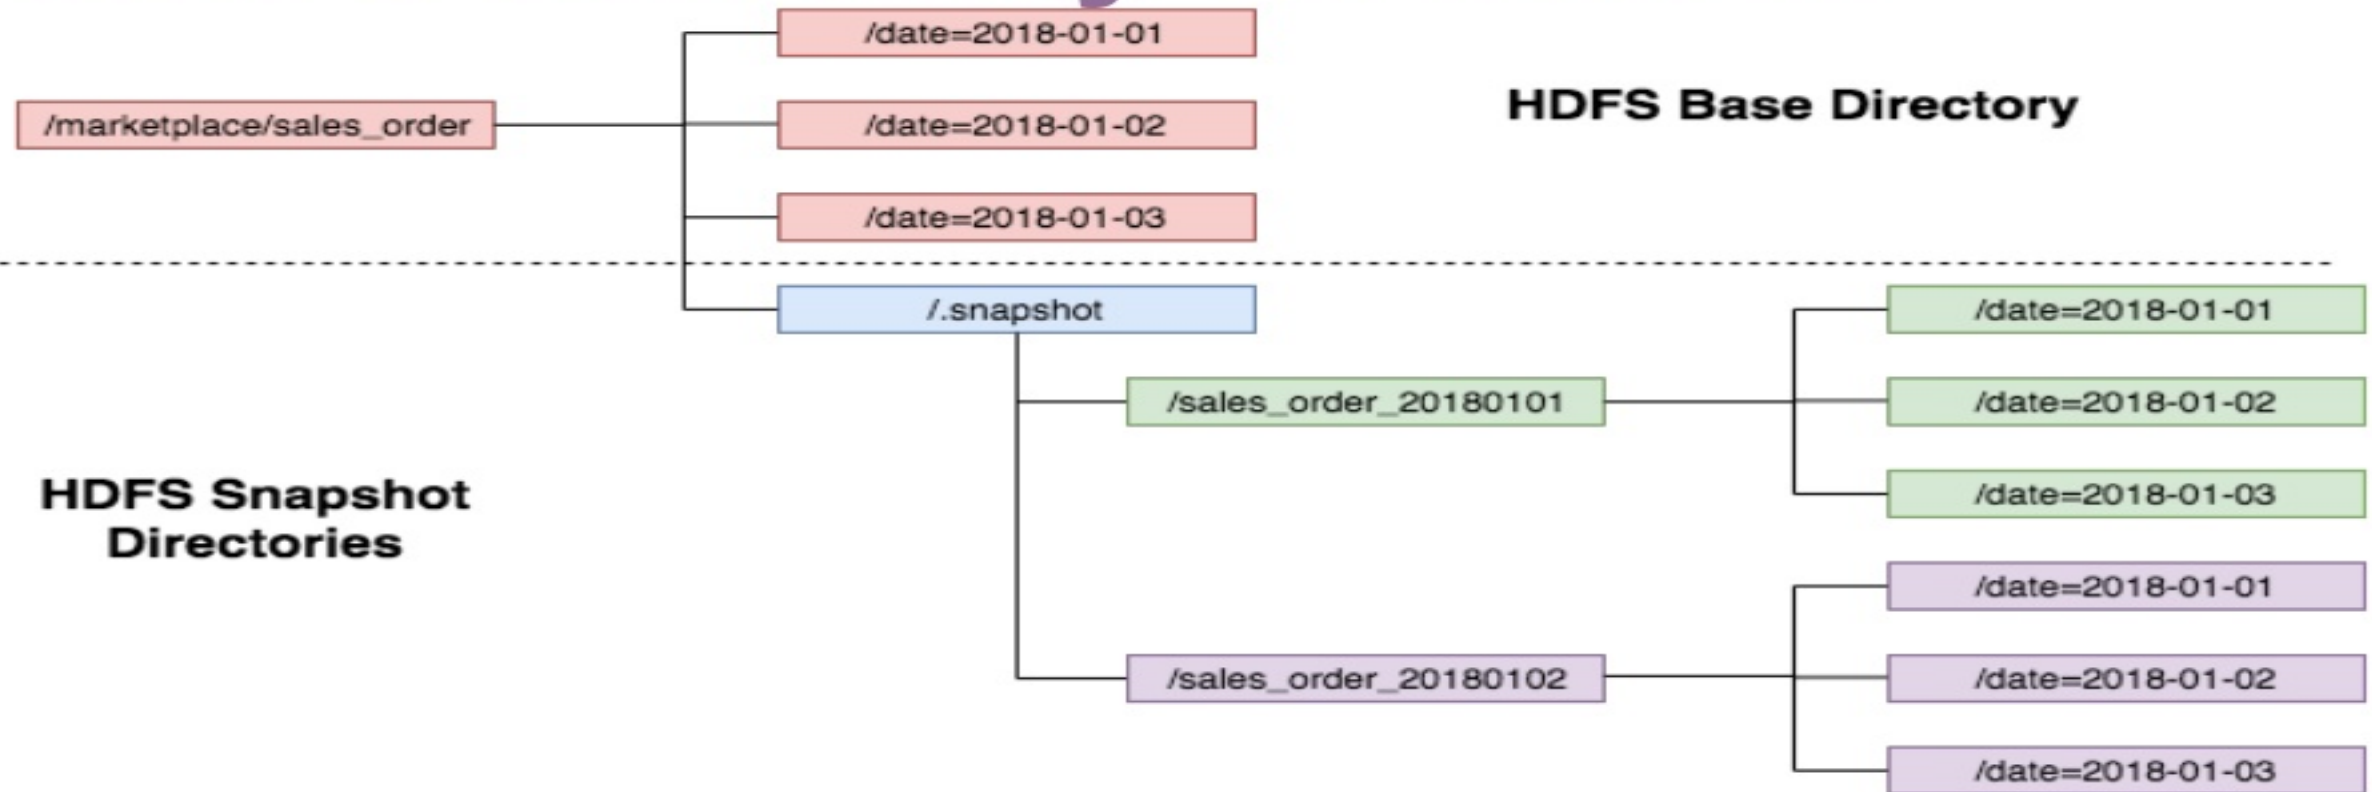 /date=2018-01-01
/marketplace/sales_order
/date=2018-01-02
/date=2018-01-03
HDFS Base Directory
/.snapshot
/sales_order_20180101
/date=2018-01-01
/date=2018-01-02
/date=2018-01-03
HDFS Snapshot
Directories
/sales_order_20180102
/date=2018-01-01
/date=2018-01-02
/date=2018-01-03